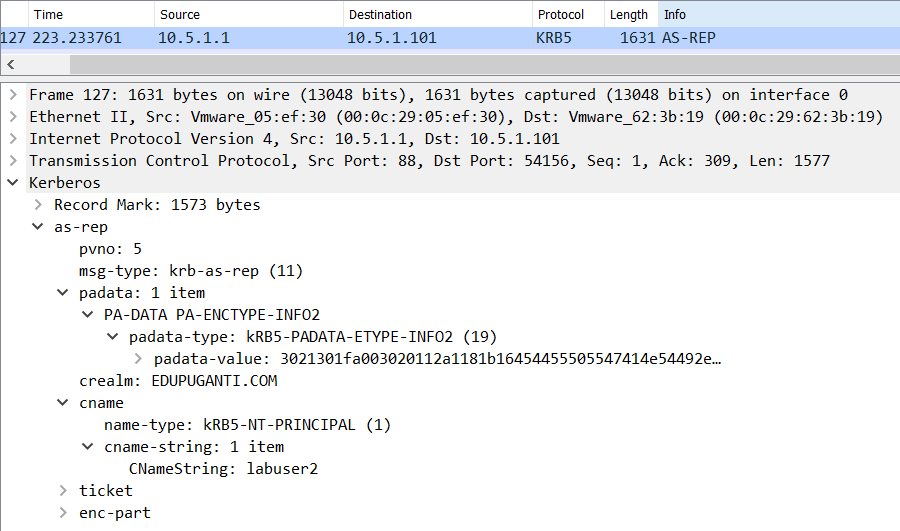 Time Source Destination Protocol Length Info
127 223.233761 10.5.1.1 10.5.1.101 KRB5 1631 AS-REP
Frame 127: 1631 bytes on wire (13048 bits), 1631 bytes captured (13048 bits) on interface 0
Ethernet II, Src: Vmware_05:ef:30 (00:0c:29:05:ef:30), Dst: Vmware_62:3b:19 (00:0c:29:62:3b:19)
Internet Protocol Version 4, Src: 10.5.1.1, Dst: 10.5.1.101
Transmission Control Protocol, Src Port: 88, Dst Port: 54156, Seq: 1, Ack: 309, Len: 1577
Kerberos
Record Mark: 1573 bytes
as-rep
pvno: 5
msg-type: krb-as-rep (11)
padata: 1 item
PA-DATA PA-ENCTYPE-INFO2
padata-type: kRB5-PADATA-ETYPE-INFO2 (19)
padata-value: 3021301fa003020112a1181b16454455505547414e54492e…
crealm: EDUPUGANTI.COM
cname
name-type: kRB5-NT-PRINCIPAL (1)
cname-string: 1 item
CNameString: labuser2
ticket
enc-part